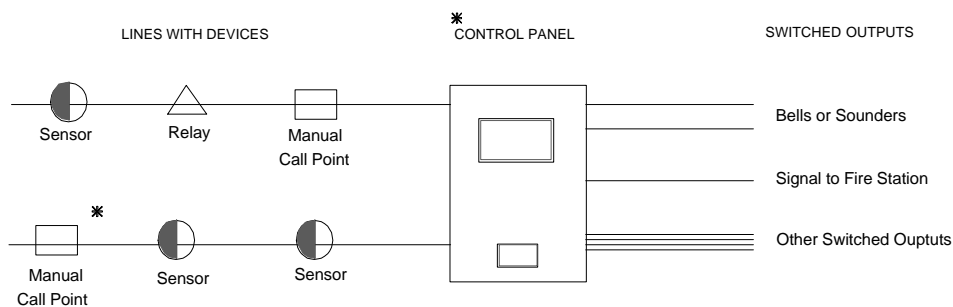 LINES WITH DEVICES
CONTROL PANEL
SWITCHED OUTPUTS
Sensor
Relay
Manual
Call Point
Bells or Sounders
Signal to Fire Station
Other Switched Ouptuts
Manual
Call Point
Sensor
Sensor